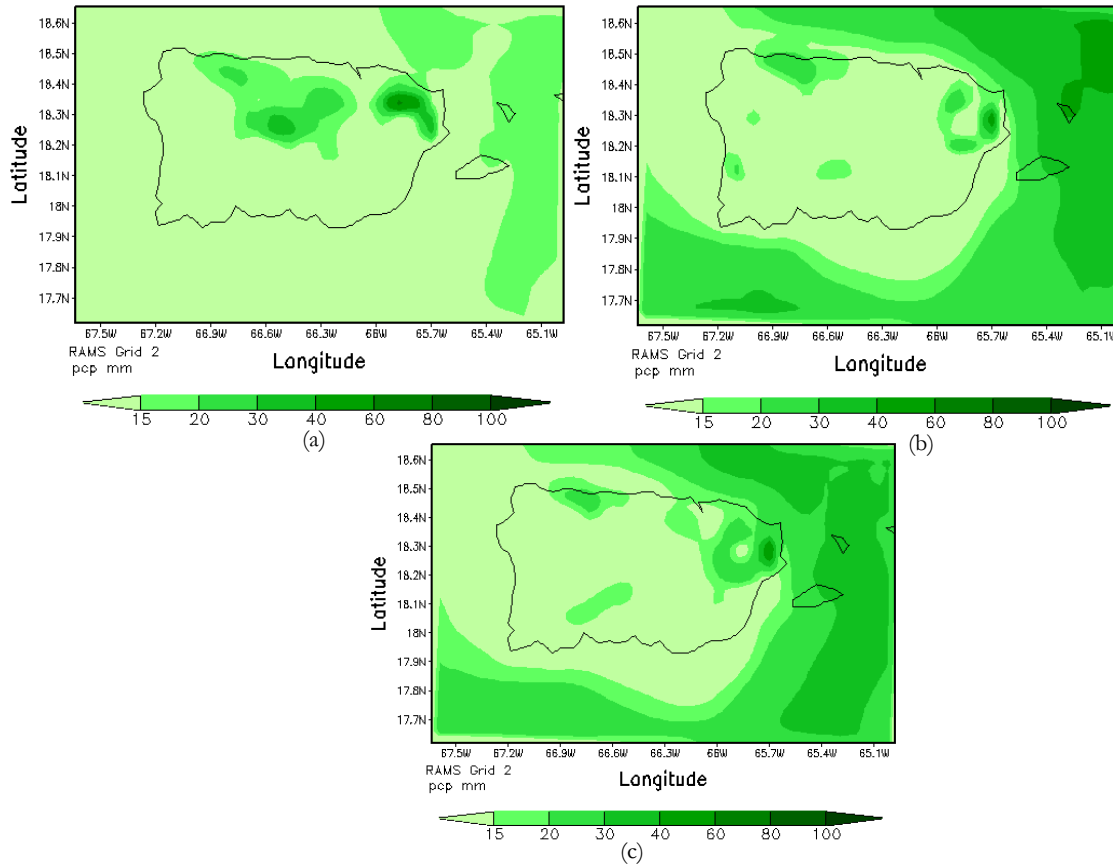 18.6N
18.5N
18.4N
18.3N
18.2N
18.1N
18N
17.9N
17.8N
17.7N
Latitude
67.5W 67.2W 66.9W 66.6W 66.3W 66W 65.7W 65.4W 65.1W
RAMS Grid 2
pcp mm
Longitude
15 20 30 40 60 80 100
(a)
18.6N
18.5N
18.4N
18.3N
18.2N
18.1N
18N
17.9N
17.8N
17.7N
Latitude
67.5W 67.2W 66.9W 66.6W 66.3W 66W 65.7W 65.4W 65.1W
RAMS Grid 2
pcp mm
Longitude
15 20 30 40 60 80 100
(b)
18.6N
18.5N
18.4N
18.3N
18.2N
18.1N
18N
17.9N
17.8N
17.7N
Latitude
67.5W 67.2W 66.9W 66.6W 66.3W 66W 65.7W 65.4W 65.1W
RAMS Grid 2
pcp mm
Longitude
15 20 30 40 60 80 100
(c)